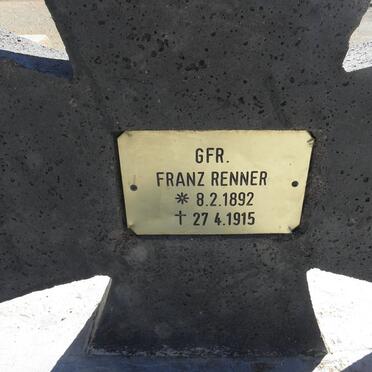 GFR.
FRANZ RENNER
* 8.2.1892
† 27 4.1915